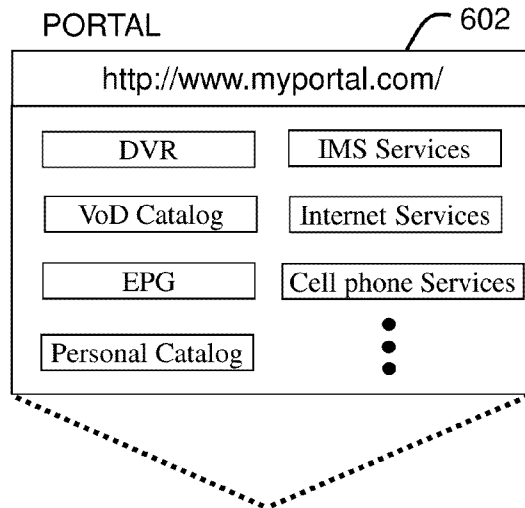 PORTAL
602
http://www.myportal.com/
DVR
IMS Services
VoD Catalog
Internet Services
EPG
Cell phone Services
Personal Catalog